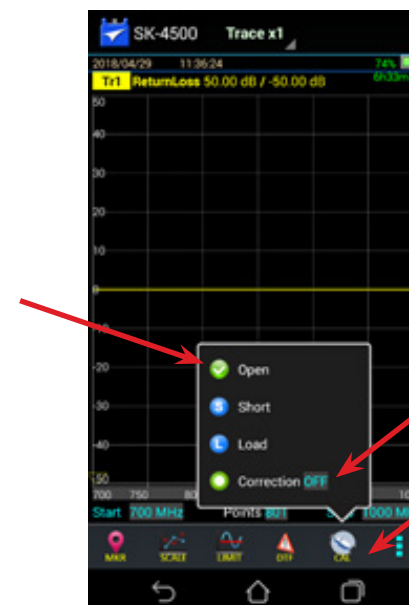 SK-4500 Trace x1
2018/04/29 11:36:24 74%
Tr1 ReturnLoss 50.00 dB / -50.00 dB 6h33m
50
40
30
20
10
0
-20
S Open
-30
S Short
-40
L Load
-50
Correction OFF
700 750 80 10
Start 700 MHz Points 801 1000 M
MKR SCALE LIMIT DTF CAL